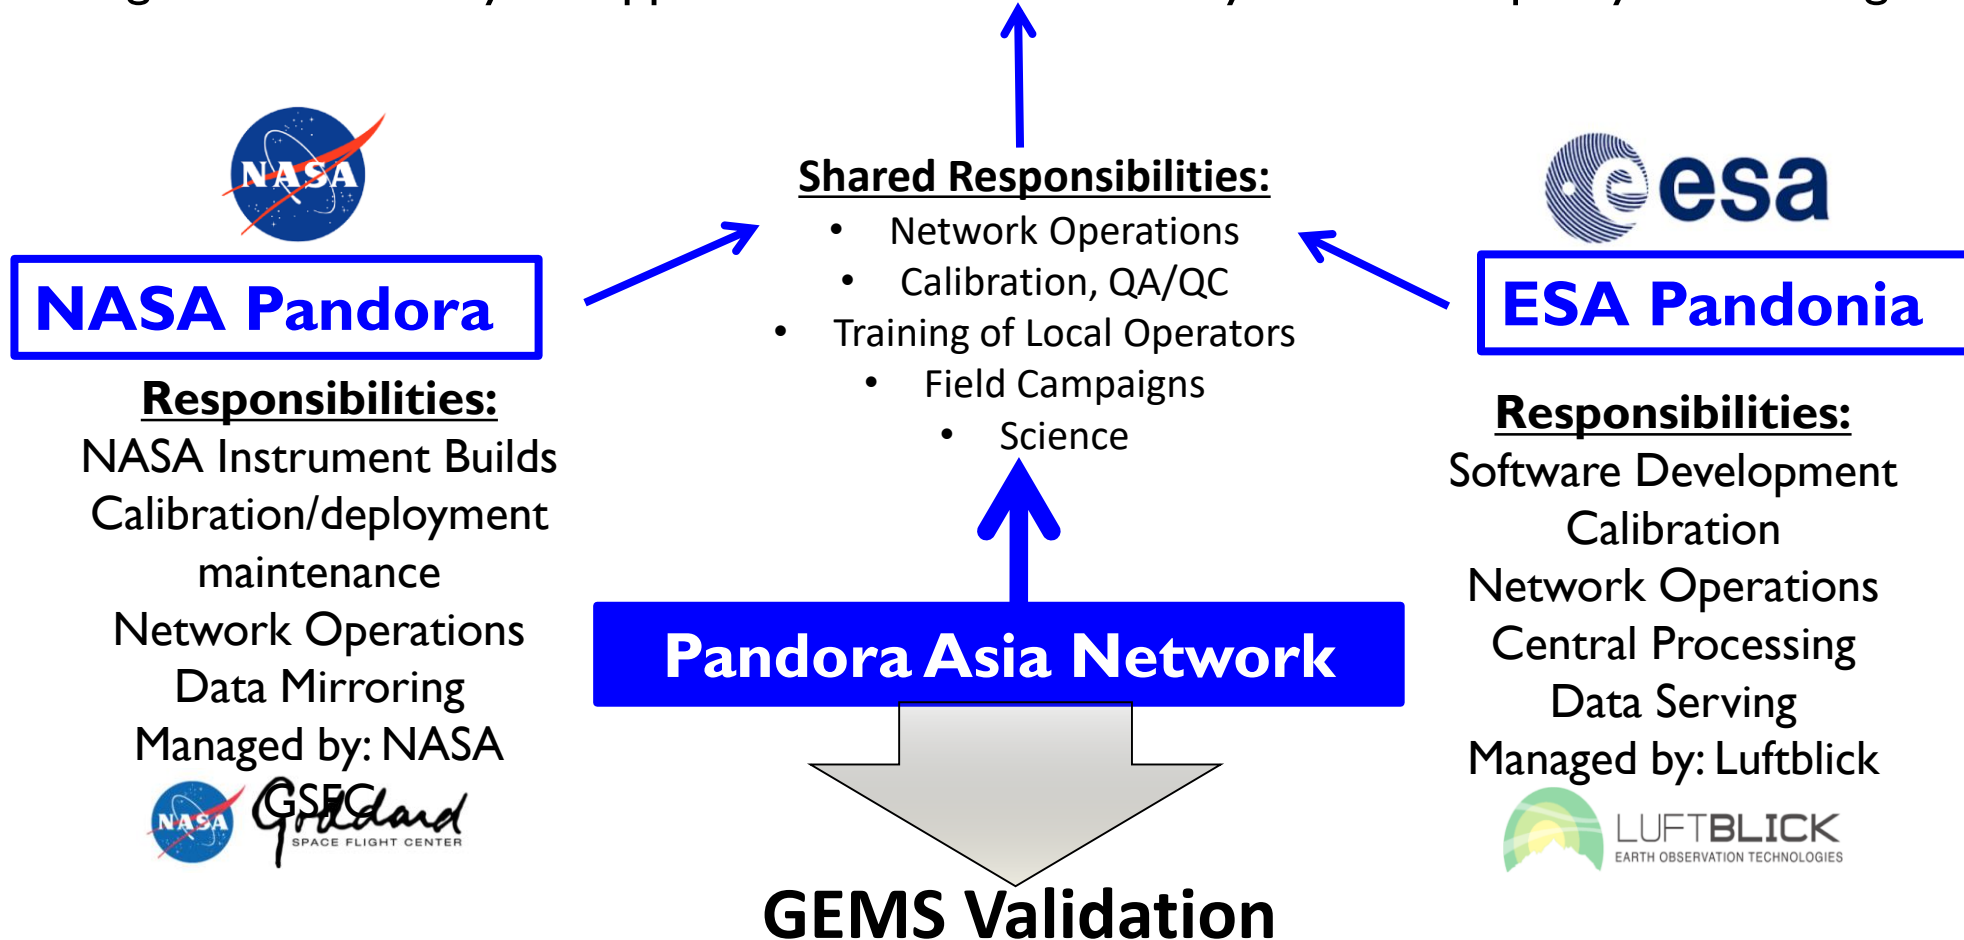 NASA
Shared Responsibilities:
• Network Operations
• Calibration, QA/QC
• Training of Local Operators
• Field Campaigns
• Science
esa
NASA Pandora
ESA Pandonia
Responsibilities:
NASA Instrument Builds
Calibration/deployment
maintenance
Network Operations
Data Mirroring
Managed by: NASA
GSFC
NASA
Goddard
SPACE FLIGHT CENTER
Responsibilities:
Software Development
Calibration
Network Operations
Central Processing
Data Serving
Managed by: Luftblick
LUFTBLICK
EARTH OBSERVATION TECHNOLOGIES
Pandora Asia Network
GEMS Validation